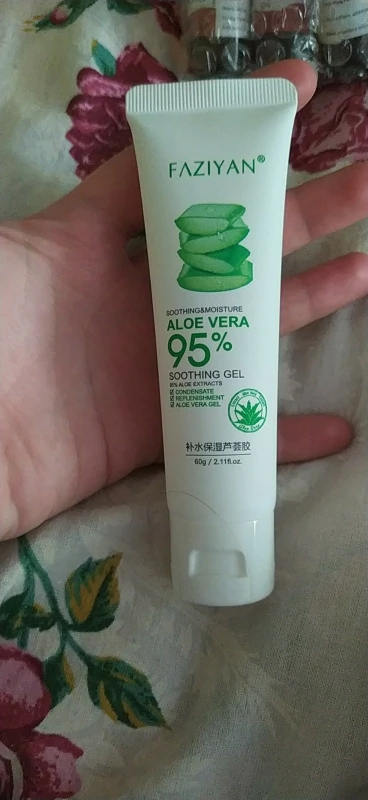 FAZIYAN®
SOOTHING&MOISTURE
ALOE VERA
95%
SOOTHING GEL
95% ALOE EXTRACTS
☑ CONDENSATE
☑ REPLENISHMENT
☑ ALOE VERA GEL
补水保湿芦荟胶
60g / 2.11fl.oz.